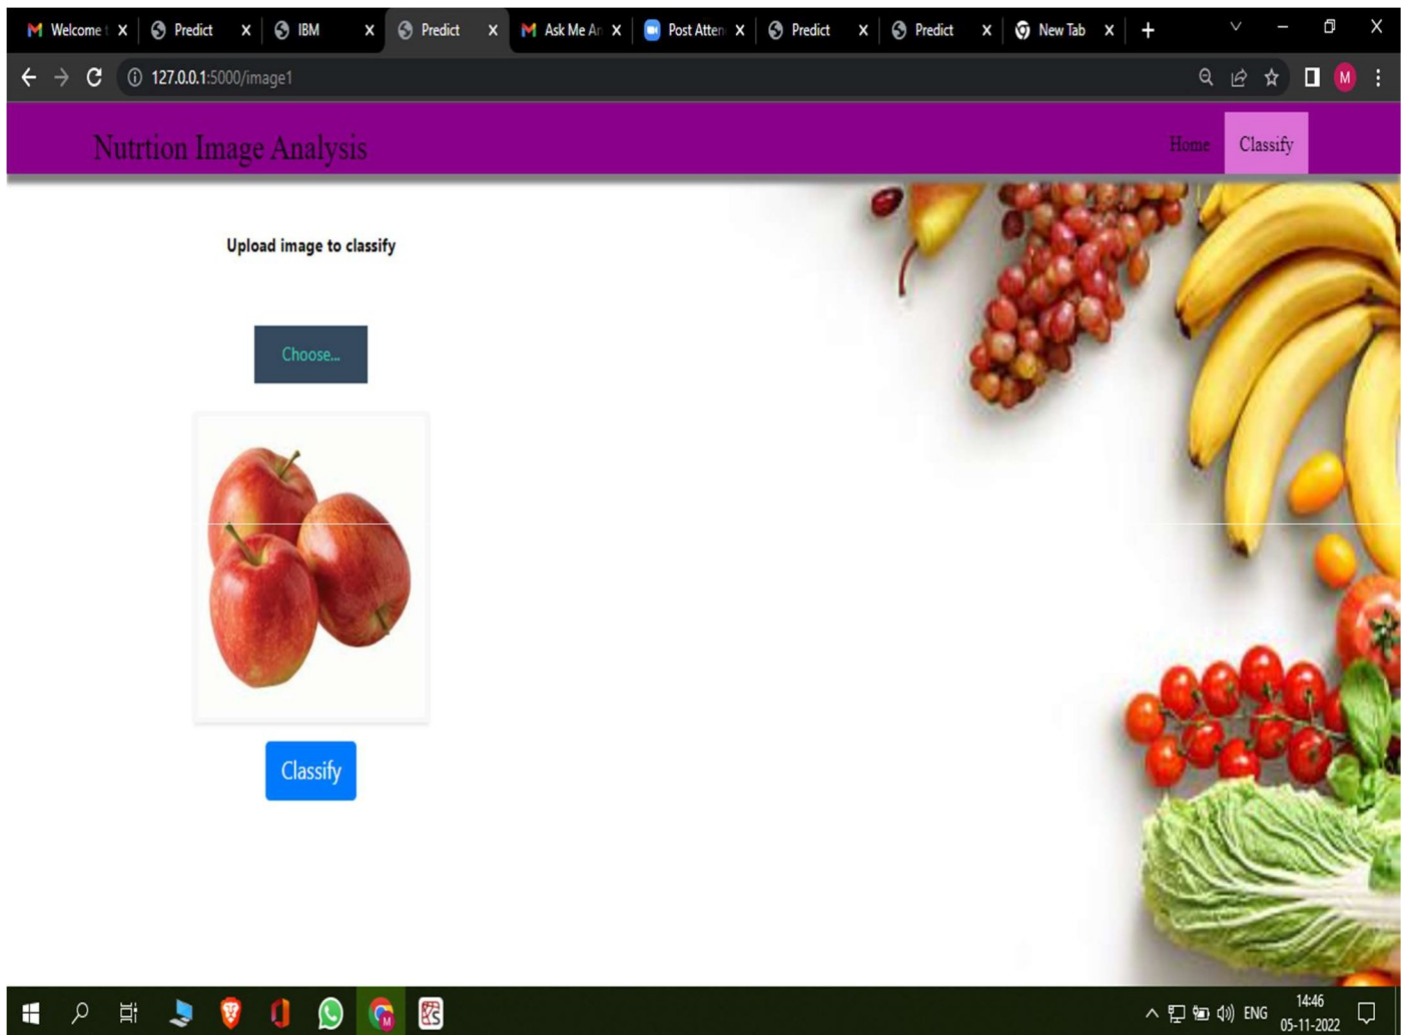 Welcome t Predict IBM Predict Ask Me An Post Atten Predict Predict New Tab
127.0.0.1:5000/image1
M
Nutrtion Image Analysis Home Classify
Upload image to classify
Choose...
Classify
ENG 14:46
05-11-2022